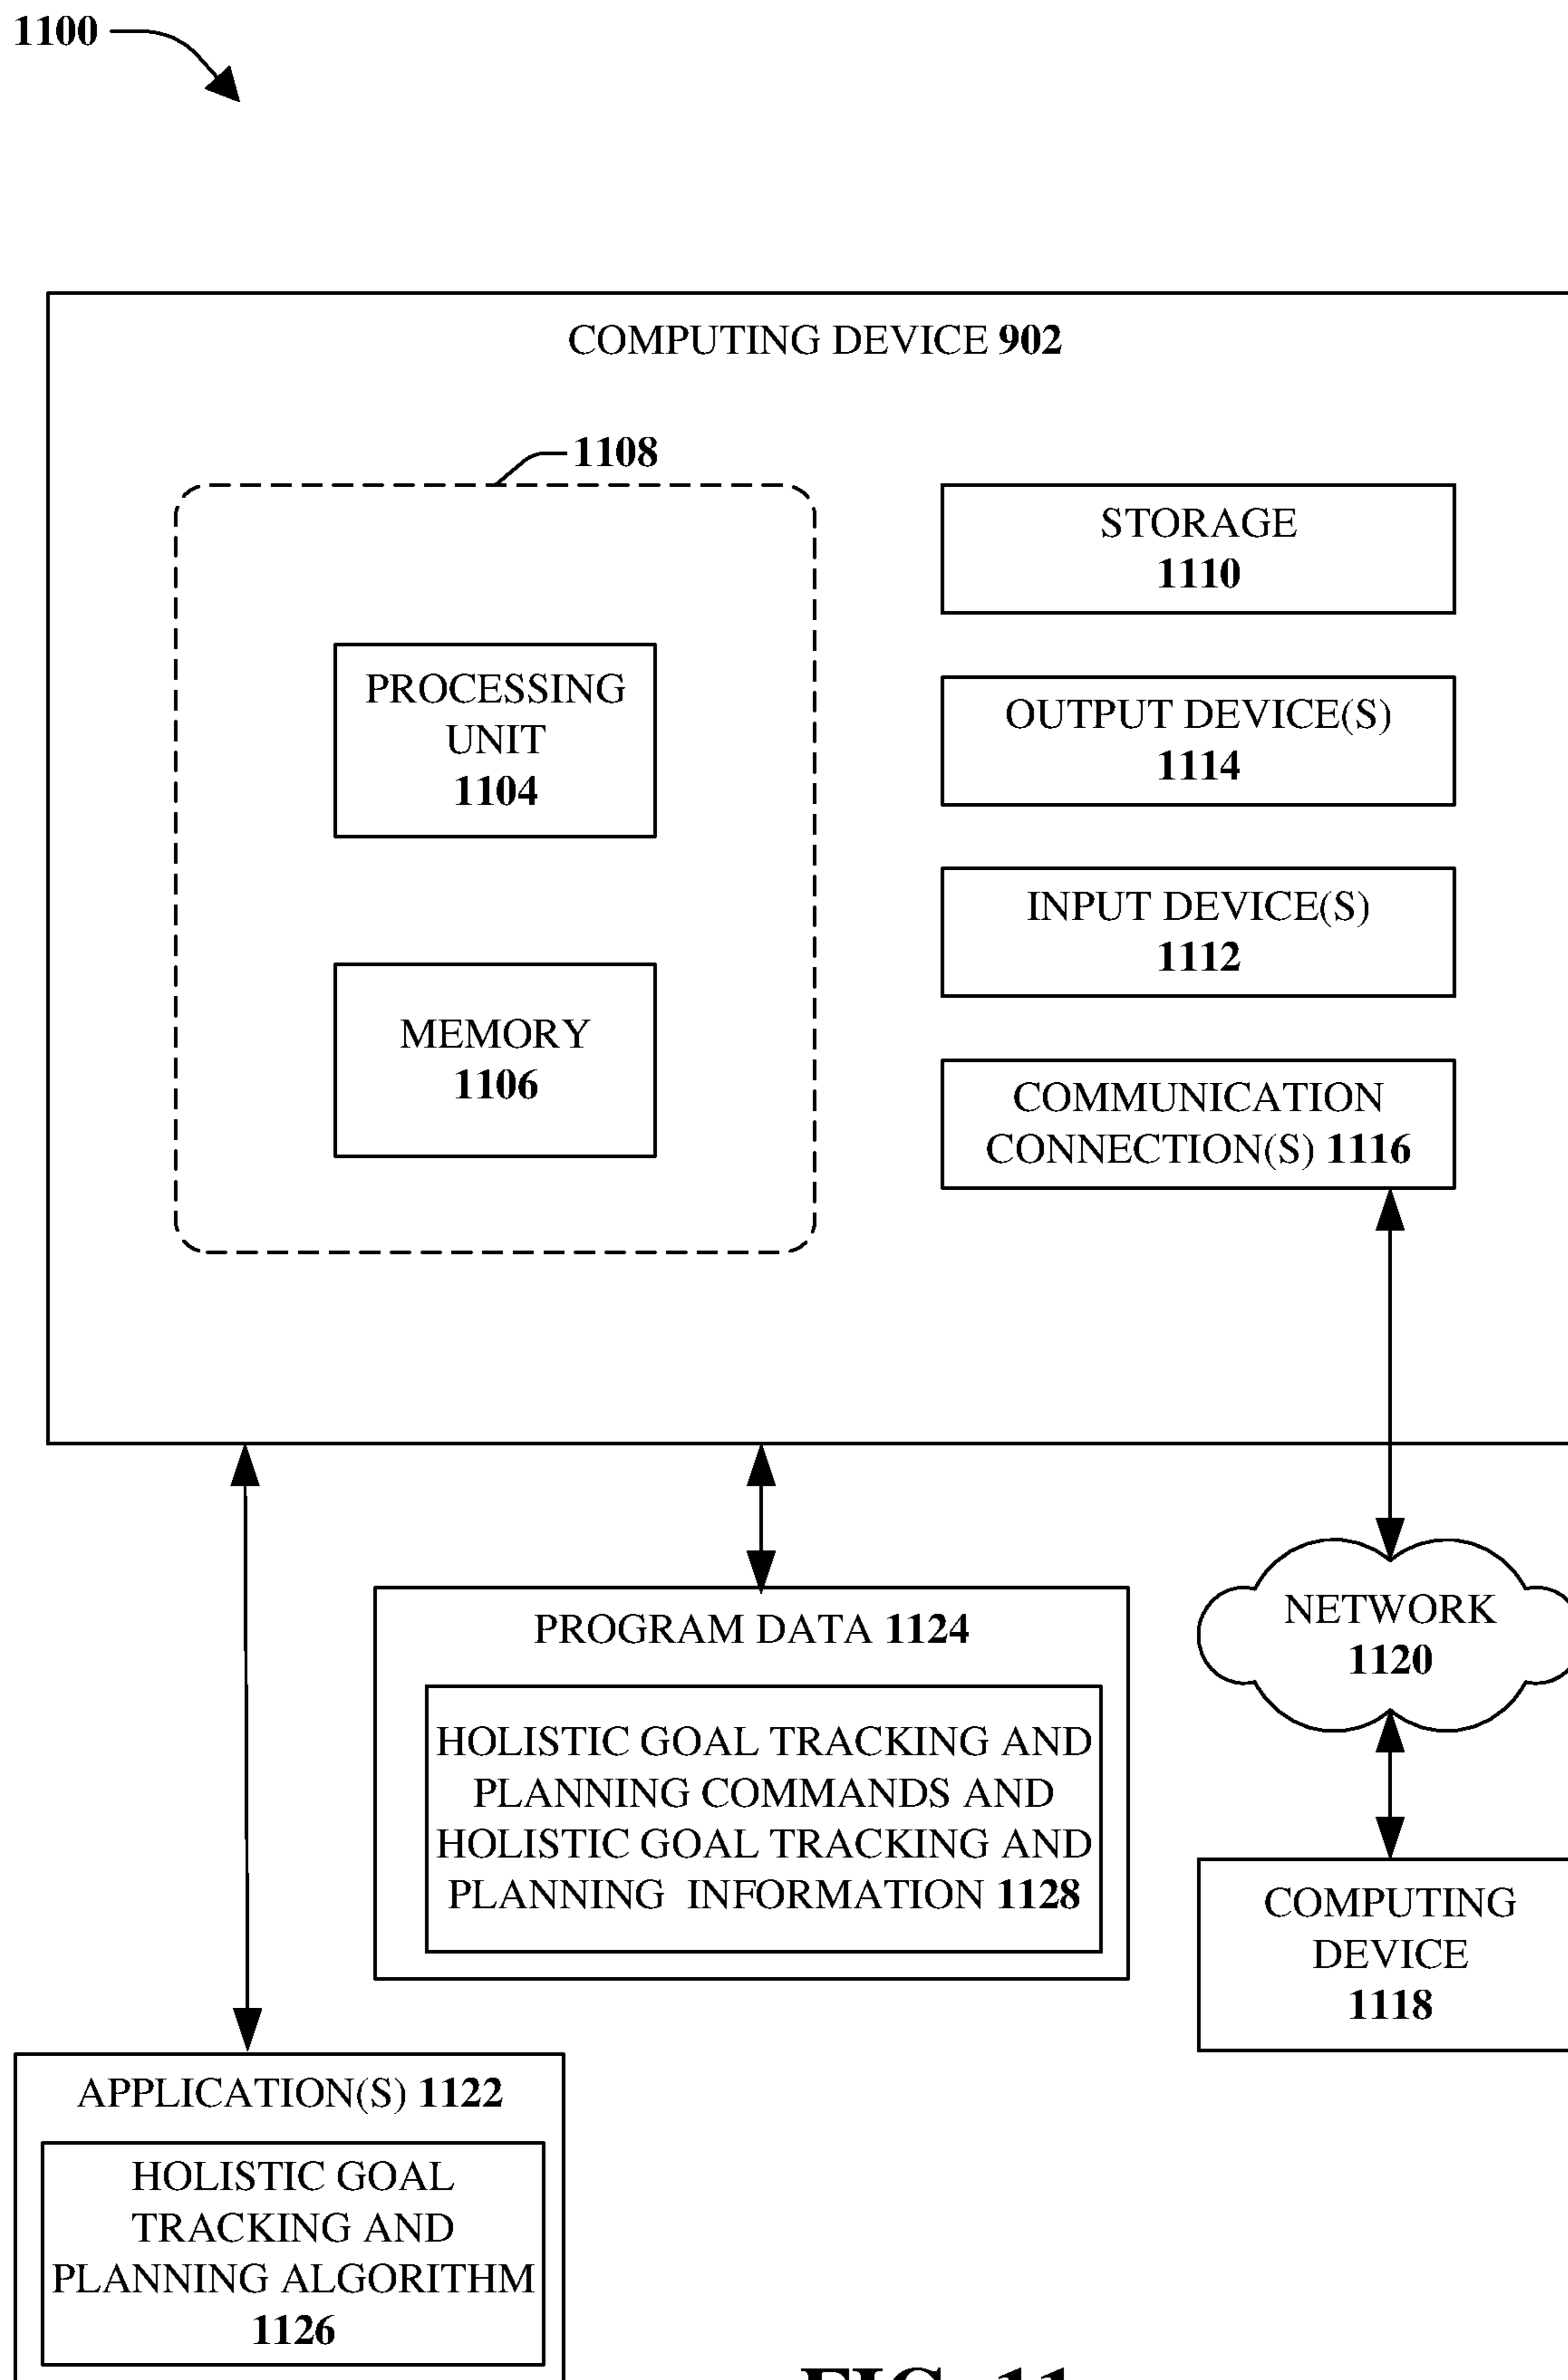 1100
COMPUTING DEVICE 902
1108
PROCESSING
UNIT
1104
MEMORY
1106
STORAGE
1110
OUTPUT DEVICE(S)
1114
INPUT DEVICE(S)
1112
COMMUNICATION
CONNECTION(S) 1116
PROGRAM DATA 1124
HOLISTIC GOAL TRACKING AND
PLANNING COMMANDS AND
HOLISTIC GOAL TRACKING AND
PLANNING INFORMATION 1128
NETWORK
1120
COMPUTING
DEVICE
1118
APPLICATION(S) 1122
HOLISTIC GOAL
TRACKING AND
PLANNING ALGORITHM
1126
FIG. 11